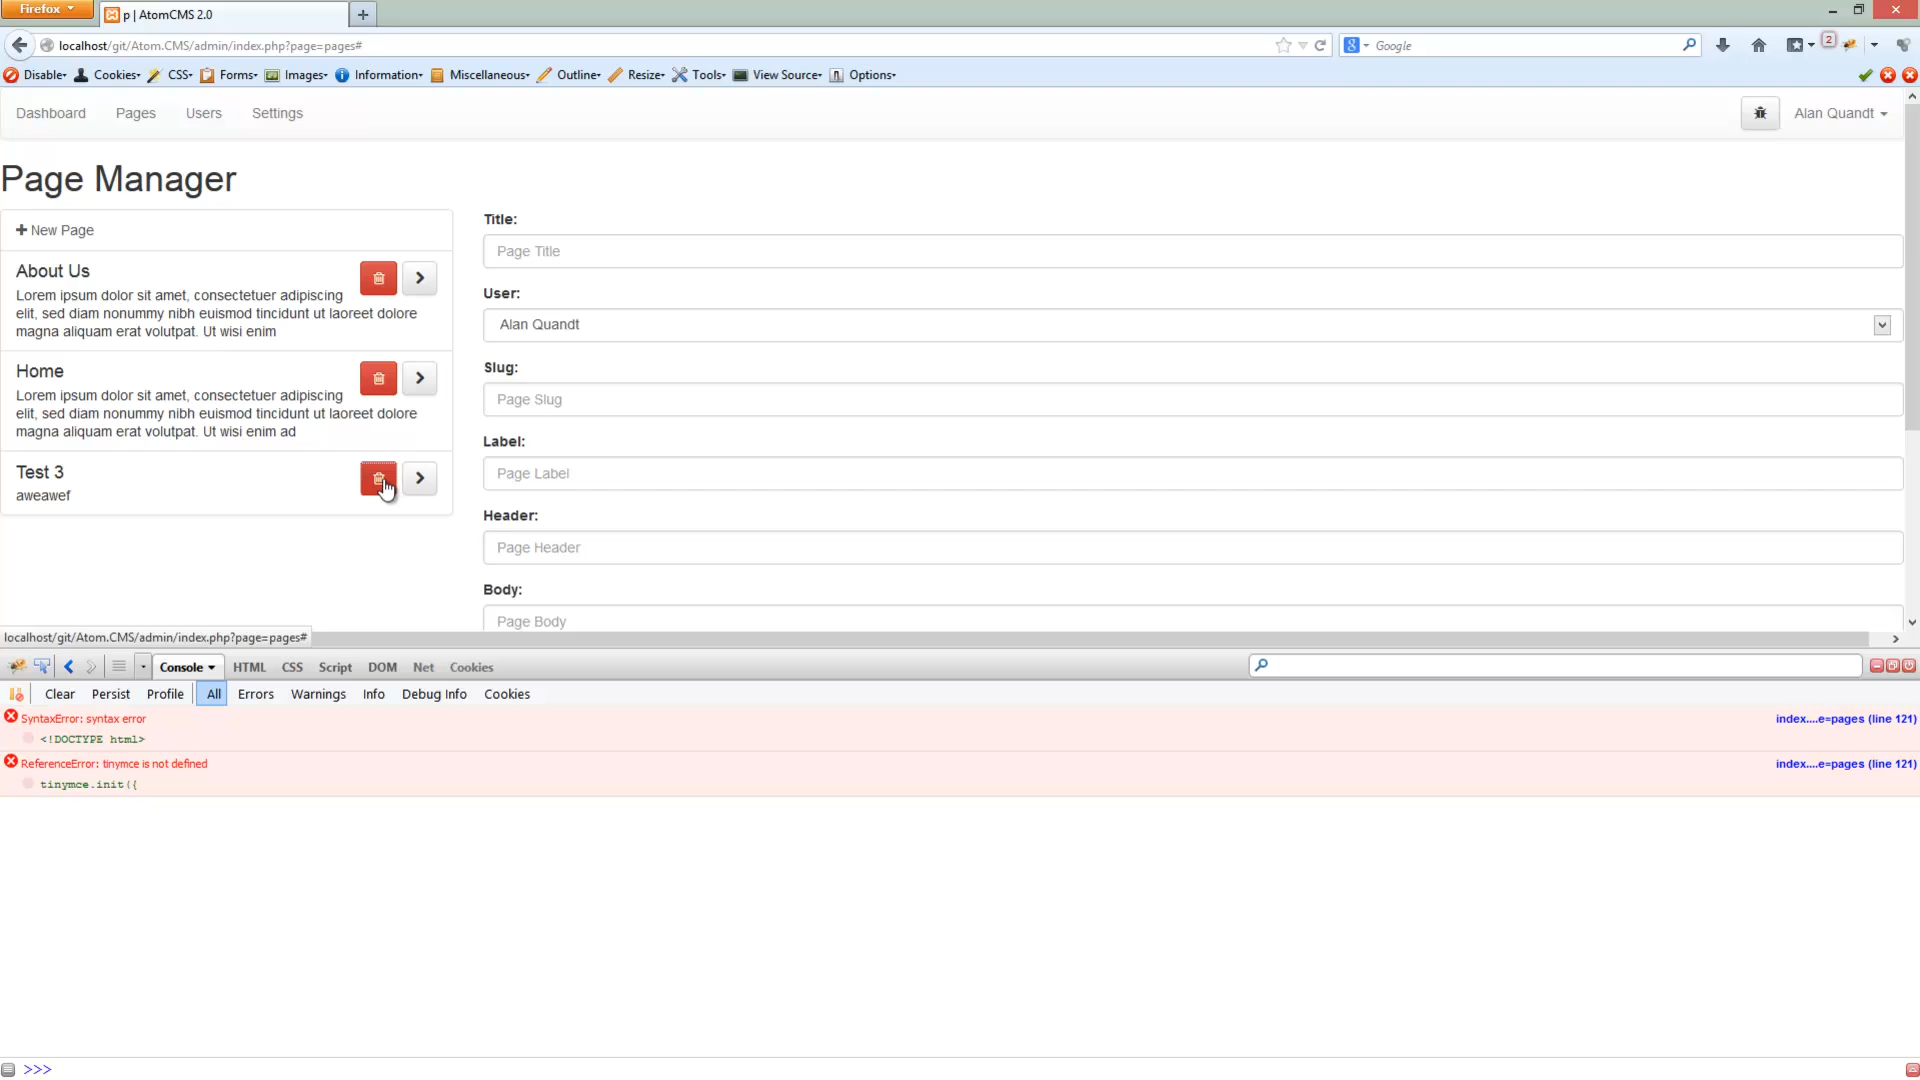 Firefox
p | AtomCMS 2.0
localhost/git/Atom.CMS/admin/index.php?page=pages#
Google
2
Disable Cookies CSS Forms Images Information Miscellaneous Outline Resize Tools View Source Options
Dashboard Pages Users Settings
Alan Quandt
Page Manager
New Page
About Us
Lorem ipsum dolor sit amet, consectetuer adipiscing
elit, sed diam nonummy nibh euismod tincidunt ut laoreet dolore
magna aliquam erat volutpat. Ut wisi enim
Home
Lorem ipsum dolor sit amet, consectetuer adipiscing
elit, sed diam nonummy nibh euismod tincidunt ut laoreet dolore
magna aliquam erat volutpat. Ut wisi enim ad
Test 3
aweawef
Title:
Page Title
User:
Alan Quandt
Slug:
Page Slug
Label:
Page Label
Header:
Page Header
Body:
Page Body
localhost/git/Atom.CMS/admin/index.php?page=pages#
Console HTML CSS Script DOM Net Cookies
Clear Persist Profile All Errors Warnings Info Debug Info Cookies
SyntaxError: syntax error
index....e=pages (line 121)
<!DOCTYPE html>
ReferenceError: tinymce is not defined
index....e=pages (line 121)
tinymce.init({
>>>